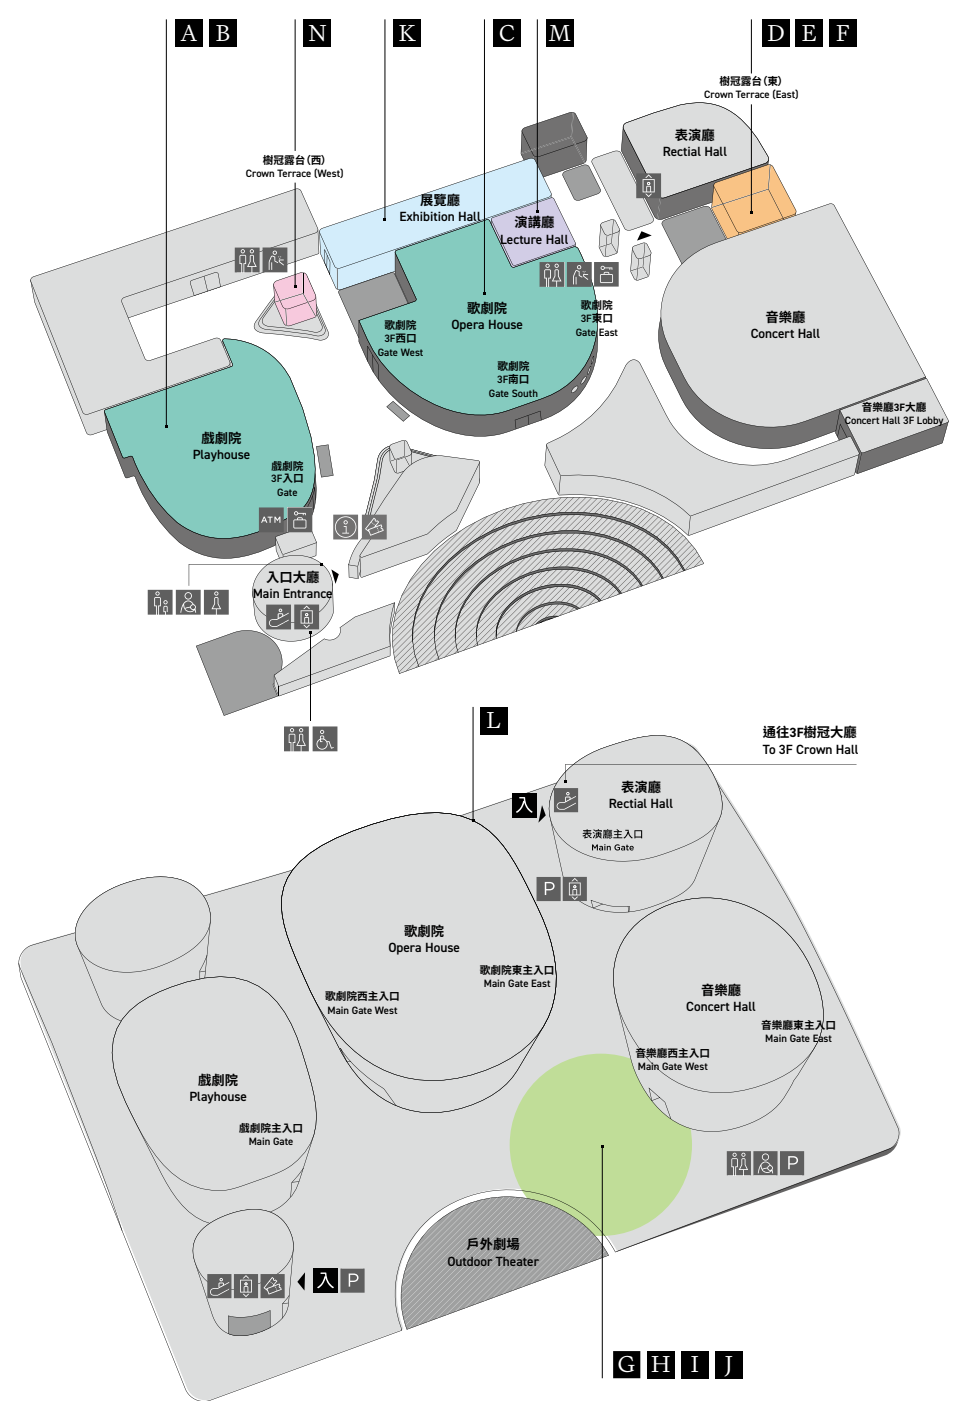 A B
N
K
C
M
D E F
樹冠露台(東)
Crown Terrace (East)
表演廳
Rectial Hall
樹冠露台(西)
Crown Terrace (West)
展覽廳
Exhibition Hall
演講廳
Lecture Hall
歌劇院
Opera House
歌劇院
3F西口
Gate West
歌劇院
3F東口
Gate East
歌劇院
3F南口
Gate South
音樂廳
Concert Hall
音樂廳3F大廳
Concert Hall 3F Lobby
戲劇院
Playhouse
戲劇院
3F入口
Gate
ATM
入口大廳
Main Entrance
L
通往3F樹冠大廳
To 3F Crown Hall
入
表演廳
Rectial Hall
表演廳主入口
Main Gate
P
歌劇院
Opera House
歌劇院東主入口
Main Gate East
歌劇院西主入口
Main Gate West
音樂廳
Concert Hall
音樂廳東主入口
Main Gate East
音樂廳西主入口
Main Gate West
戲劇院
Playhouse
戲劇院主入口
Main Gate
P
戶外劇場
Outdoor Theater
入 P
G H I J